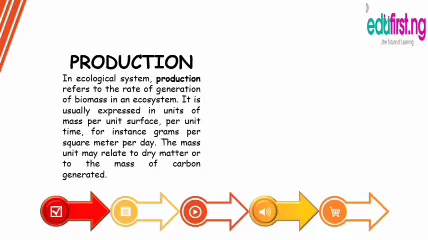 edufirst.ng
...the future of Learning
PRODUCTION
In ecological system, production
refers to the rate of generation
of biomass in an ecosystem. It is
usually expressed in units of
mass per unit surface, per unit
time, for instance grams per
square meter per day. The mass
unit may relate to dry matter or
to the mass of carbon
generated.